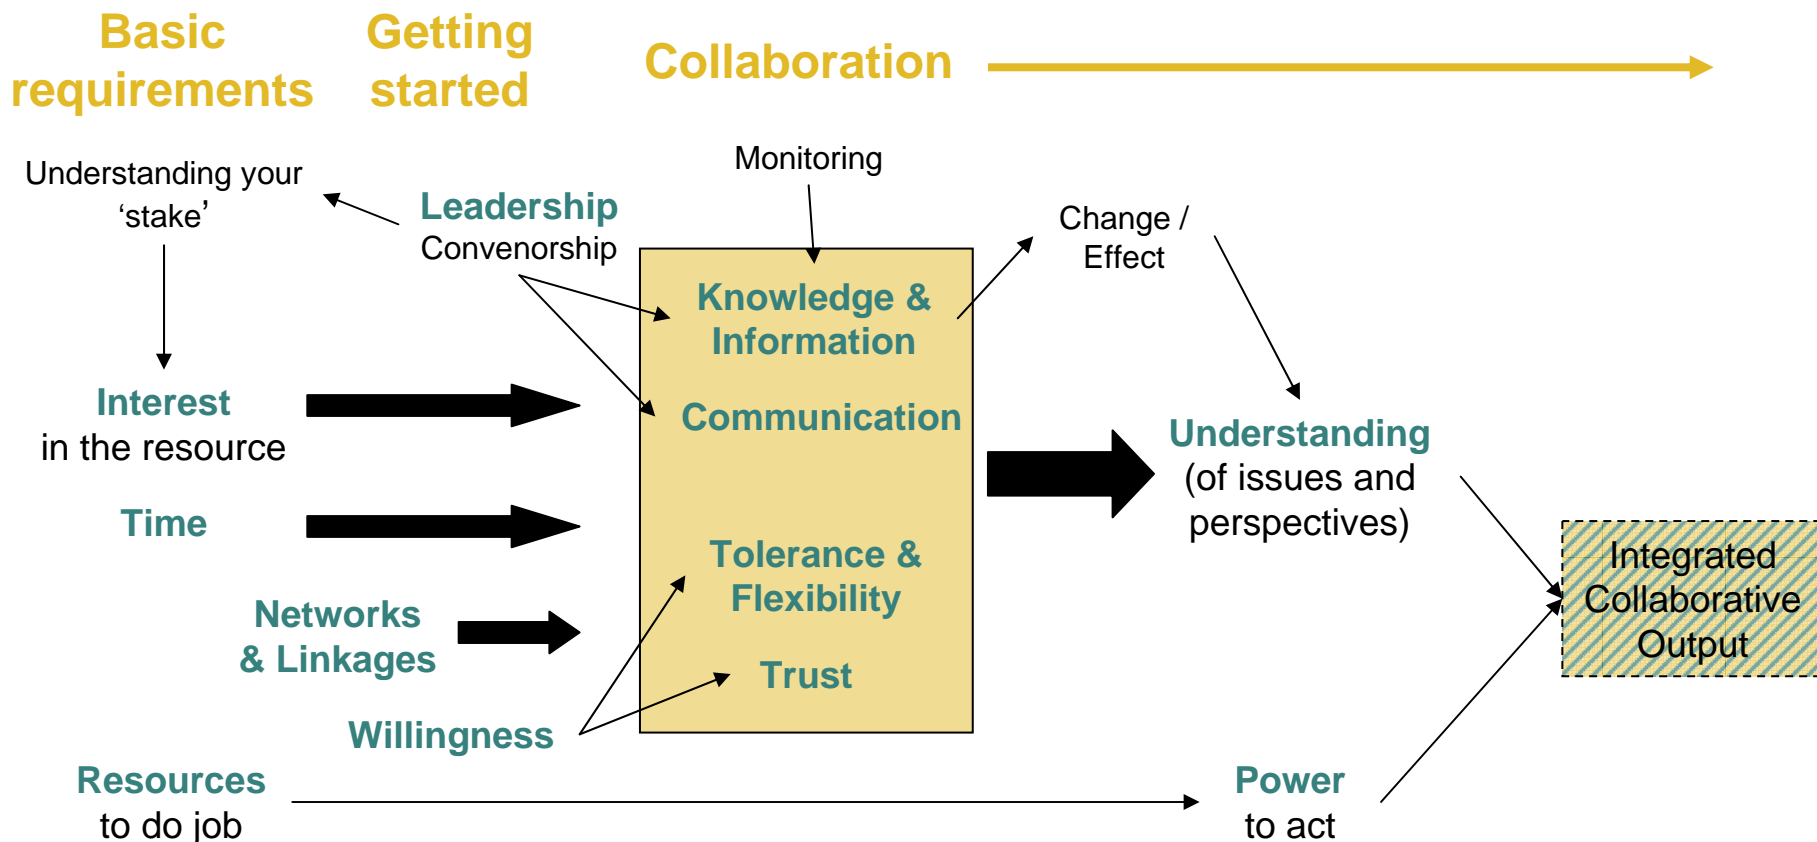 Basic
requirements
Getting
started
Collaboration
Understanding your
‘stake’
Leadership
Convenorship
Monitoring
Change /
Effect
Knowledge &
Information
Interest
in the resource
Communication
Understanding
(of issues and
perspectives)
Time
Tolerance &
Flexibility
Integrated
Collaborative
Output
Networks
& Linkages
Trust
Willingness
Resources
to do job
Power
to act